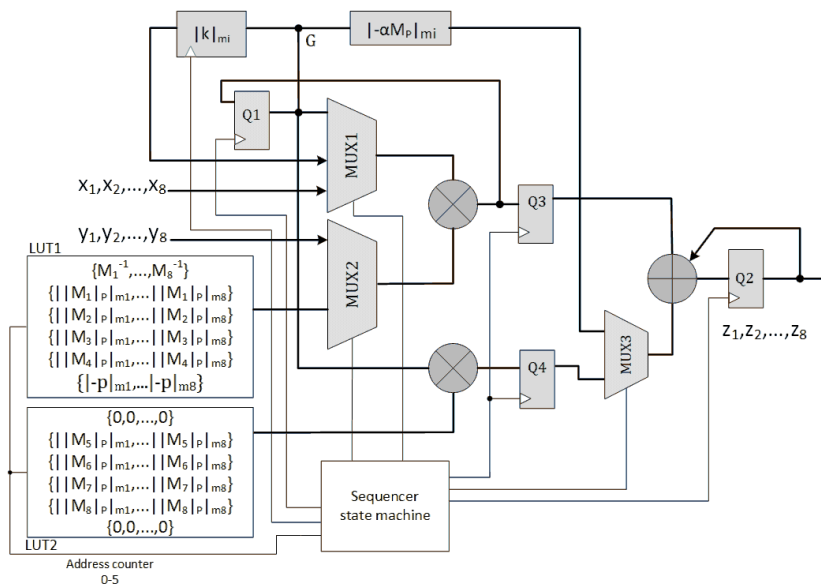 |k|mi
G
|-αMP|mi
Q1
MUX1
x1,x2,...,x8
Q3
y1,y2,...,y8
MUX2
LUT1
{M1-1,...,M8-1}
{||M1|P|m1,...||M1|P|m8}
{||M2|P|m1,...||M2|P|m8}
{||M3|P|m1,...||M3|P|m8}
{||M4|P|m1,...||M4|P|m8}
{|-p|m1,...|-p|m8}
Q2
z1,z2,...,z8
MUX3
Q4
{0,0,...,0}
{||M5|P|m1,...||M5|P|m8}
{||M6|P|m1,...||M6|P|m8}
{||M7|P|m1,...||M7|P|m8}
{||M8|P|m1,...||M8|P|m8}
{0,0,...,0}
LUT2
Sequencer
state machine
Address counter
0-5